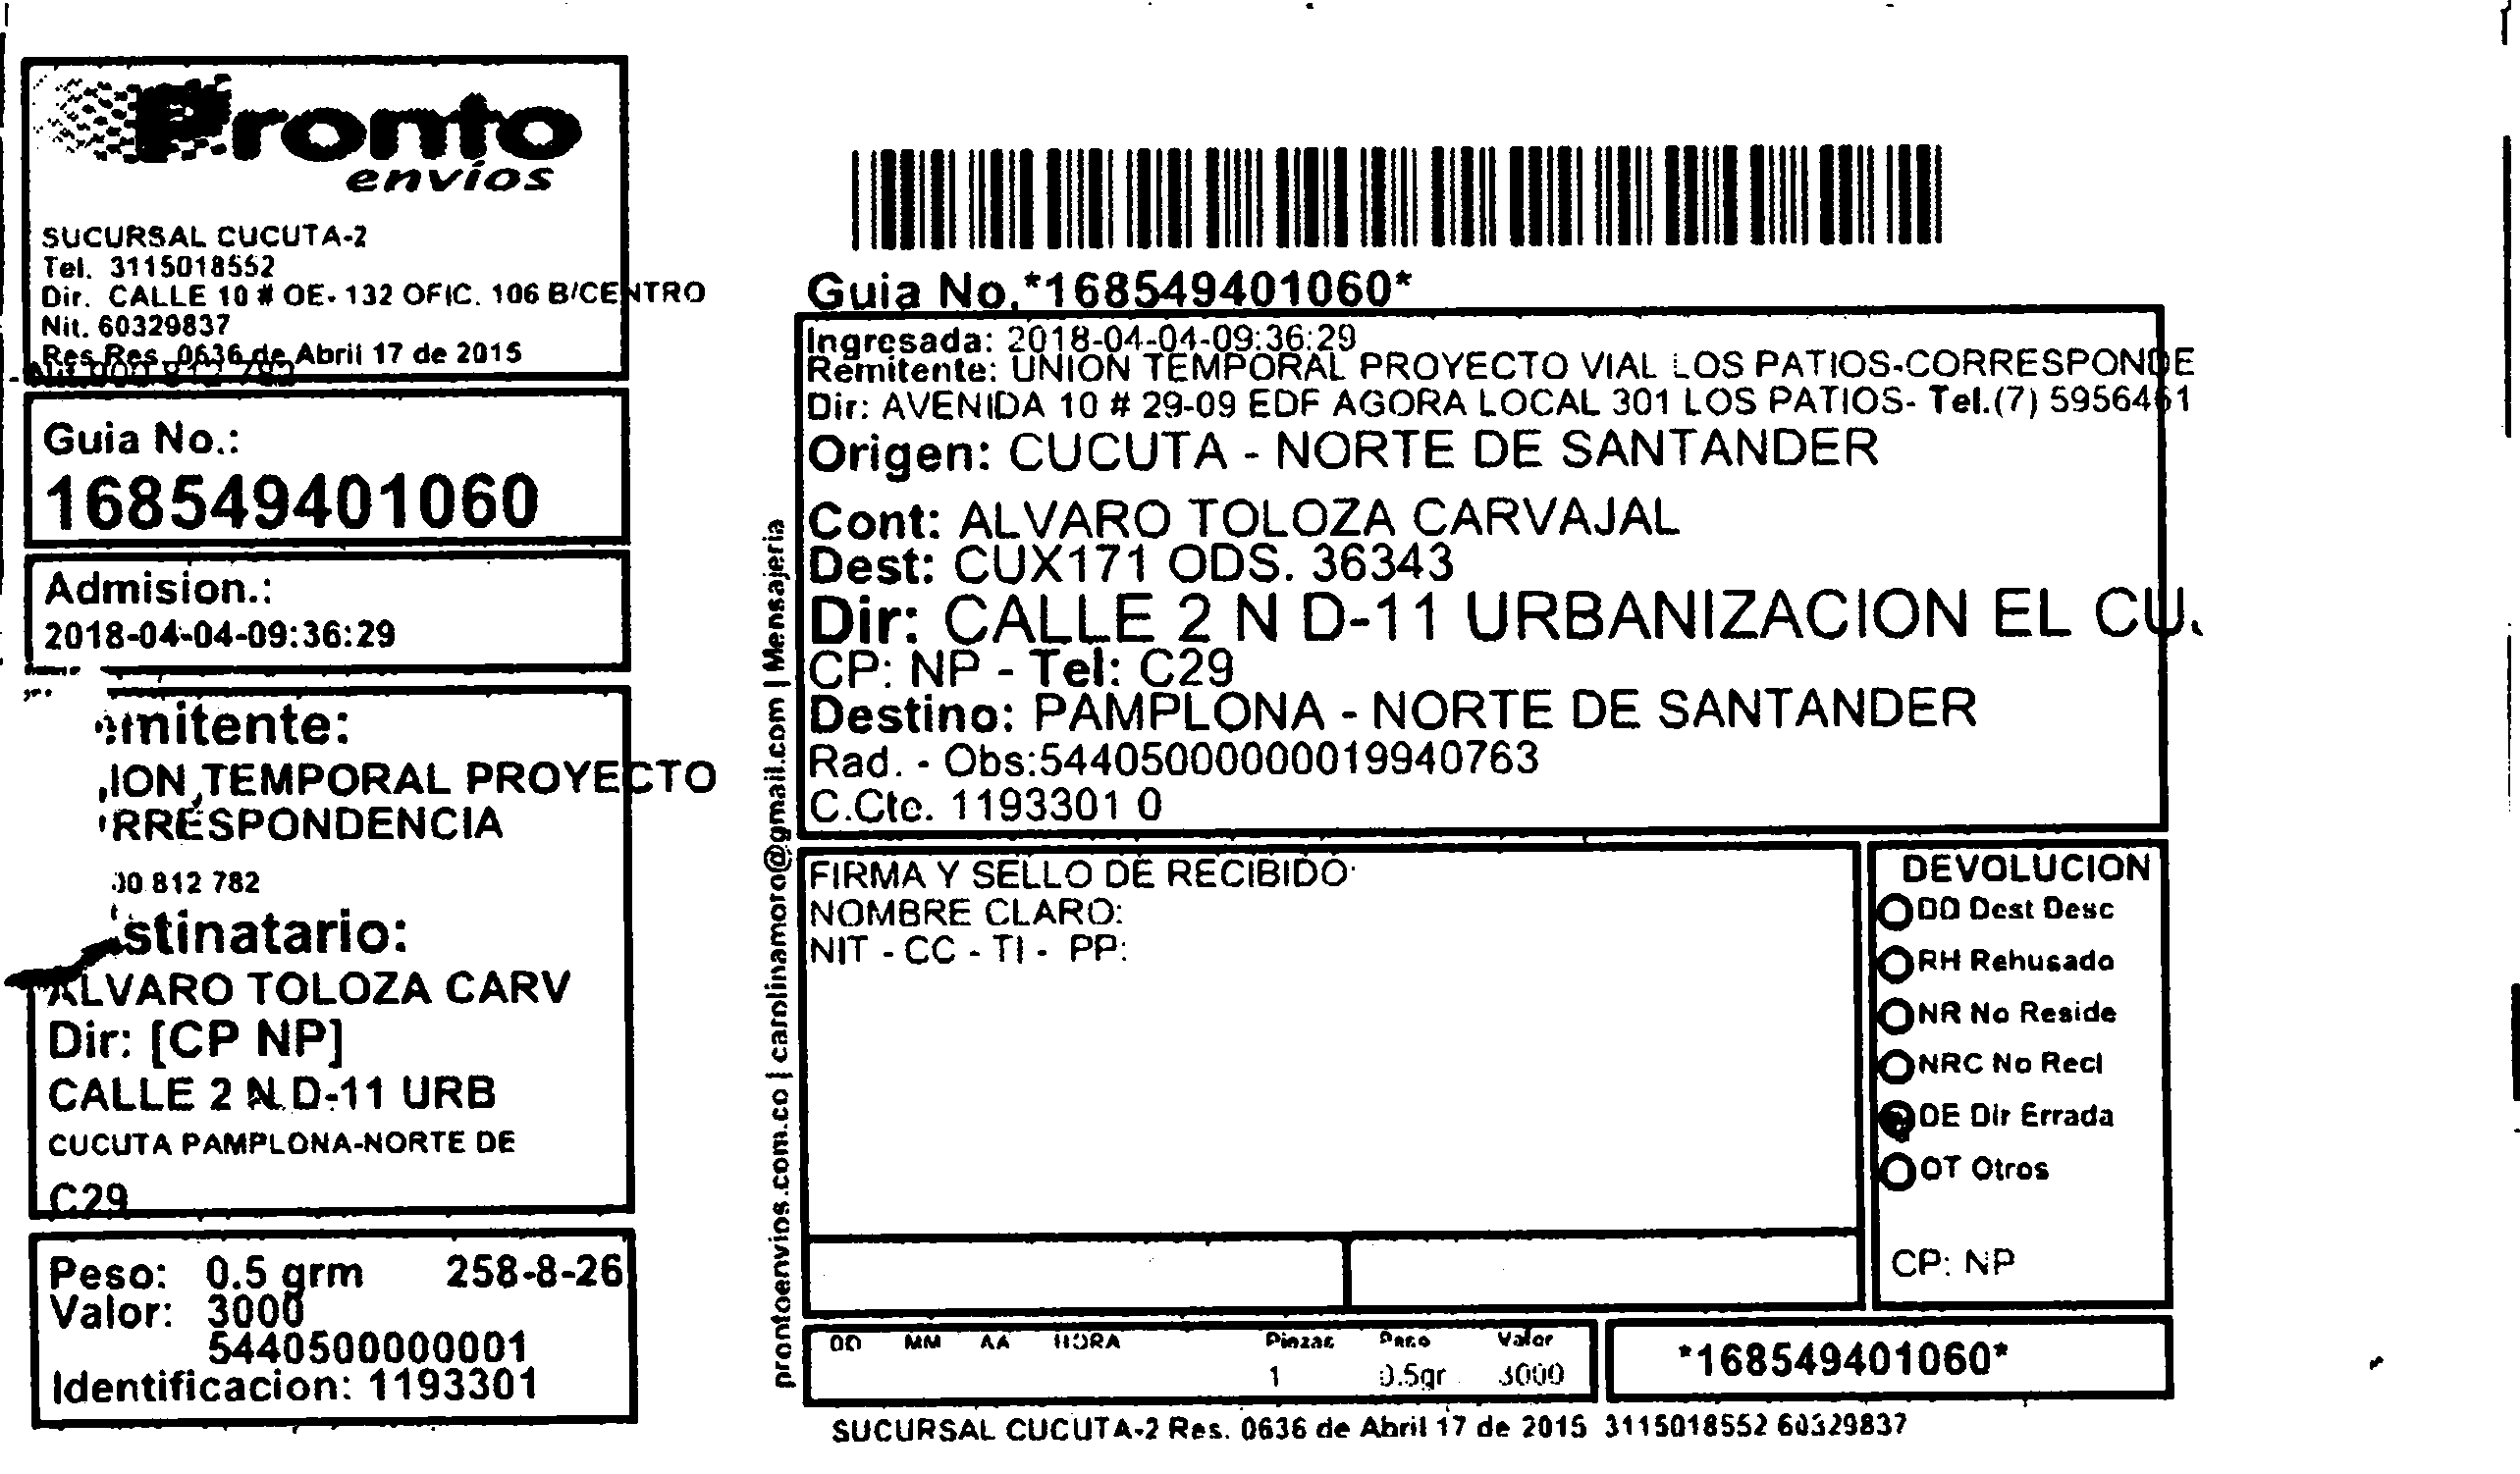 Pronto
envíos
SUCURSAL CUCUTA-2
Tel. 3115018552
Dir. CALLE 10 # OE- 132 OFIC. 106 B/CENTRO
Nit. 60329837
Res Res 0636 de Abril 17 de 2015
Guia No.:
168549401060
Admision.:
2018-04-04-09:36:29
mitente:
ION TEMPORAL PROYECTO
RRESPONDENCIA
00 812 782
stinatario:
ALVARO TOLOZA CARV
Dir: [CP NP]
CALLE 2 N D-11 URB
CUCUTA PAMPLONA-NORTE DE
C29
Peso: 0.5 grm 258-8-26
Valor: 3000
5440500000001
Identificacion: 1193301
prontoenvios.com.co | carolinamoro@gmail.com | Mensajeria
Guia No.*168549401060*
Ingresada: 2018-04-04-09:36:29
Remitente: UNION TEMPORAL PROYECTO VIAL LOS PATIOS-CORRESPONDE
Dir: AVENIDA 10 # 29-09 EDF AGORA LOCAL 301 LOS PATIOS- Tel.(7) 5956461
Origen: CUCUTA - NORTE DE SANTANDER
Cont: ALVARO TOLOZA CARVAJAL
Dest: CUX171 ODS. 36343
Dir: CALLE 2 N D-11 URBANIZACION EL CU
CP: NP - Tel: C29
Destino: PAMPLONA - NORTE DE SANTANDER
Rad. - Obs:544050000000019940763
C.Cte. 1193301 0
FIRMA Y SELLO DE RECIBIDO:
NOMBRE CLARO:
NIT - CC - TI - PP:
DEVOLUCION
DD Dest Desc
RH Rehusado
NR No Reside
NRC No Recl
DE Dir Errada
OT Otros
CP: NP
DD MM AA HORA Piezas Peso Valor
1 0.5gr 3000
*168549401060*
SUCURSAL CUCUTA-2 Res. 0636 de Abril 17 de 2015 3115018552 60329837